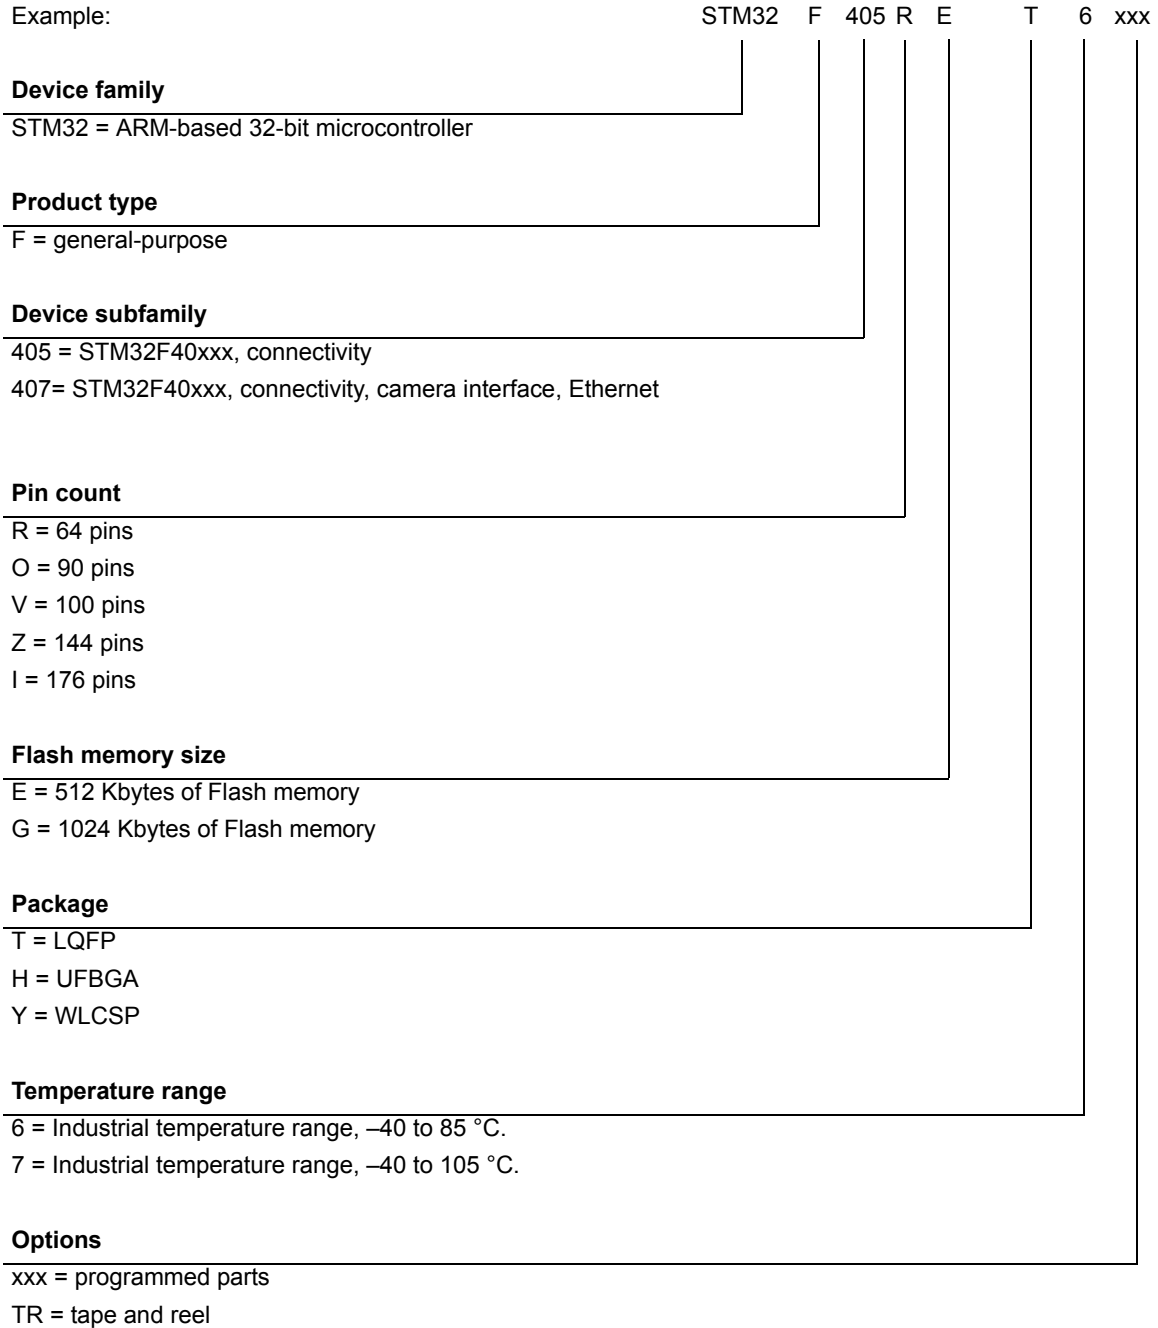 Example: STM32 F 405 R E T 6 xxx
Device family
STM32 = ARM-based 32-bit microcontroller
Product type
F = general-purpose
Device subfamily
405 = STM32F40xxx, connectivity
407= STM32F40xxx, connectivity, camera interface, Ethernet
Pin count
R = 64 pins
O = 90 pins
V = 100 pins
Z = 144 pins
I = 176 pins
Flash memory size
E = 512 Kbytes of Flash memory
G = 1024 Kbytes of Flash memory
Package
T = LQFP
H = UFBGA
Y = WLCSP
Temperature range
6 = Industrial temperature range, –40 to 85 °C.
7 = Industrial temperature range, –40 to 105 °C.
Options
xxx = programmed parts
TR = tape and reel